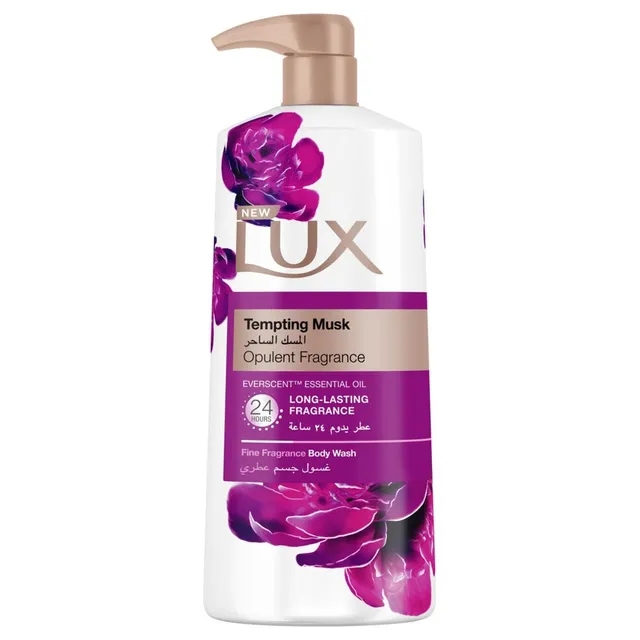 NEW
LUX
Tempting Musk
المسك الساحر
Opulent Fragrance
EVERSCENT™ ESSENTIAL OIL
24
HOURS
LONG-LASTING
FRAGRANCE
عطر يدوم ٢٤ ساعة
Fine Fragrance Body Wash
غسول جسم عطري